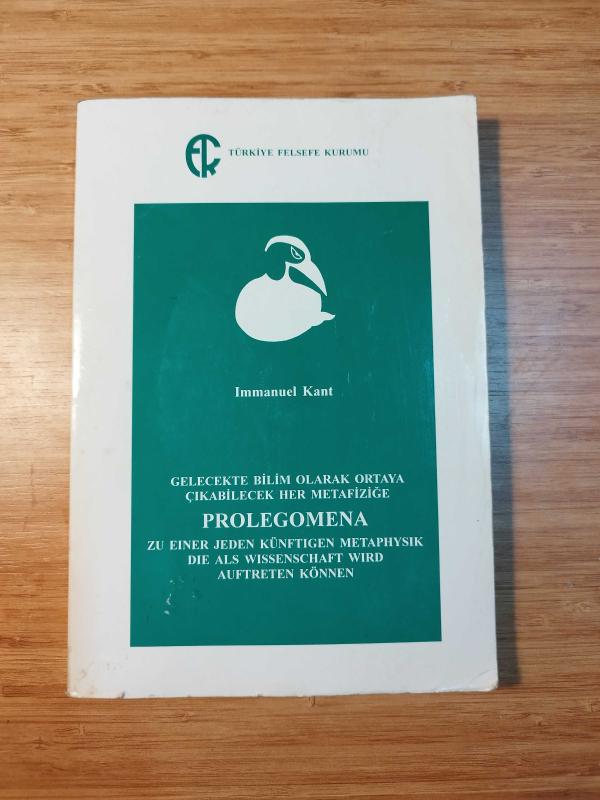 TÜRKİYE FELSEFE KURUMU
Immanuel Kant
GELECEKTE BİLİM OLARAK ORTAYA
ÇIKABİLECEK HER METAFİZİĞE
PROLEGOMENA
ZU EINER JEDEN KÜNFTIGEN METAPHYSIK
DIE ALS WISSENSCHAFT WIRD
AUFTRETEN KÖNNEN